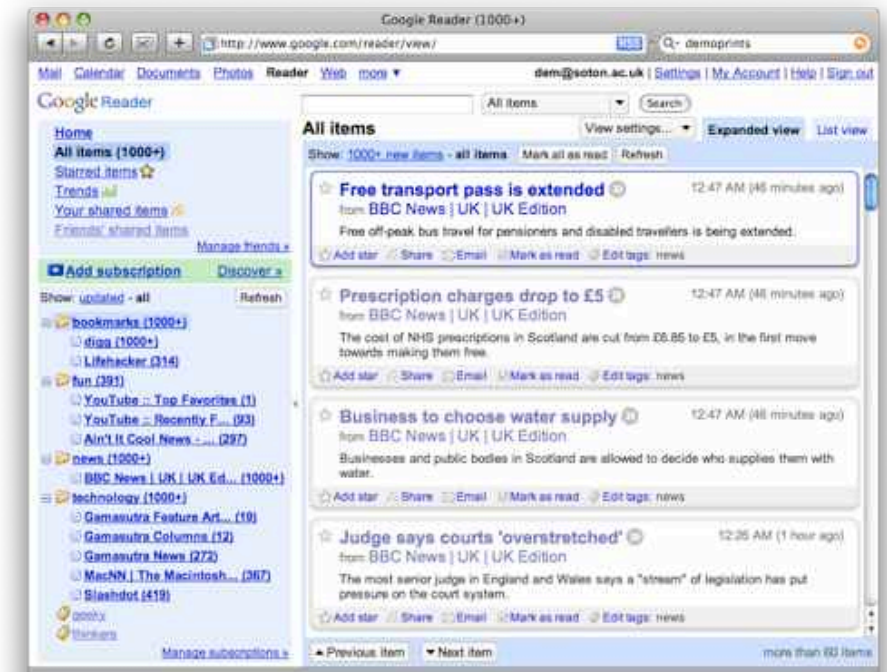 Google Reader (1000+)
http://www.google.com/reader/view/
RSS
demoprints
Mail Calendar Documents Photos Reader Web more ▼
dem@soton.ac.uk | Settings | My Account | Help | Sign out
Google Reader
All items
Search
Home
All items (1000+)
Starred items
Trends
Your shared items
Friends' shared items
Manage friends »
Add subscription Discover »
Show: updated - all Refresh
bookmarks (1000+)
digg (1000+)
Lifehacker (314)
fun (391)
YouTube :: Top Favorites (1)
YouTube :: Recently F... (93)
Ain't It Cool News - ... (297)
news (1000+)
BBC News | UK | UK Ed... (1000+)
technology (1000+)
Gamasutra Feature Art... (19)
Gamasutra Columns (12)
Gamasutra News (272)
MacNN | The Macintosh... (367)
Slashdot (419)
thinkers
Manage subscriptions »
All items
View settings... ▼ Expanded view List view
Show: 1000+ new items - all items Mark all as read Refresh
Free transport pass is extended 12:47 AM (46 minutes ago)
from BBC News | UK | UK Edition
Free off-peak bus travel for pensioners and disabled travellers is being extended.
Add star Share Email Mark as read Edit tags: news
Prescription charges drop to £5 12:47 AM (46 minutes ago)
from BBC News | UK | UK Edition
The cost of NHS prescriptions in Scotland are cut from £6.85 to £5, in the first move
towards making them free.
Add star Share Email Mark as read Edit tags: news
Business to choose water supply 12:47 AM (46 minutes ago)
from BBC News | UK | UK Edition
Businesses and public bodies in Scotland are allowed to decide who supplies them with
water.
Add star Share Email Mark as read Edit tags: news
Judge says courts 'overstretched' 12:26 AM (1 hour ago)
from BBC News | UK | UK Edition
The most senior judge in England and Wales says a "stream" of legislation has put
pressure on the court system.
Add star Share Email Mark as read Edit tags: news
▲ Previous item ▼ Next item
more than 60 items